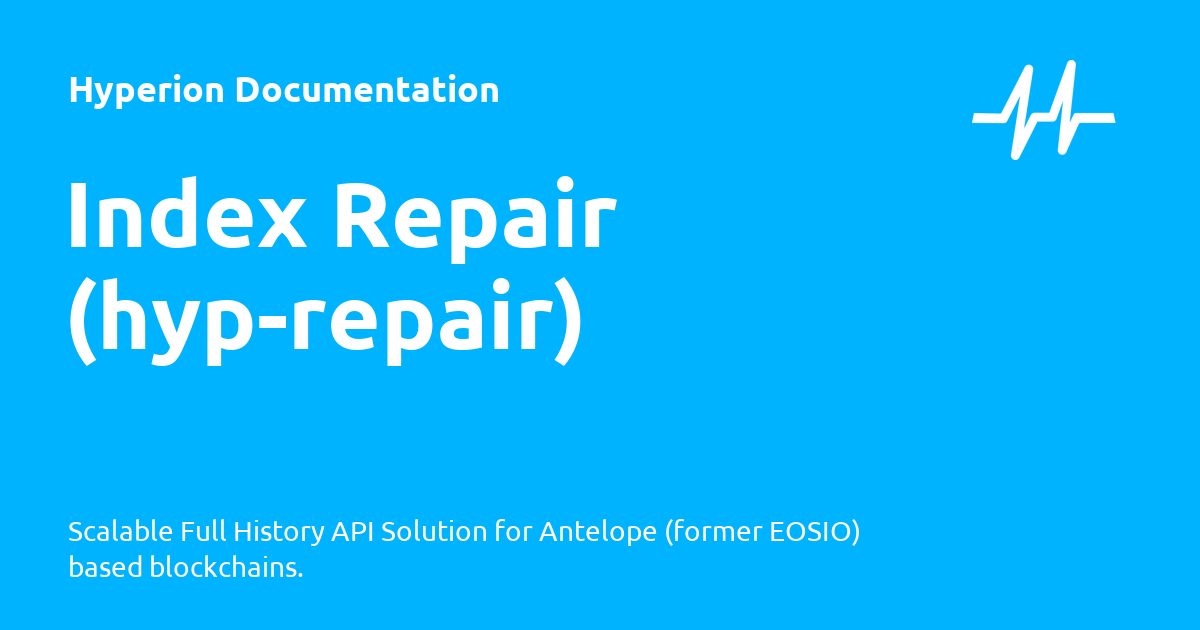 Hyperion Documentation
Index Repair
(hyp-repair)
Scalable Full History API Solution for Antelope (former EOSIO)
based blockchains.